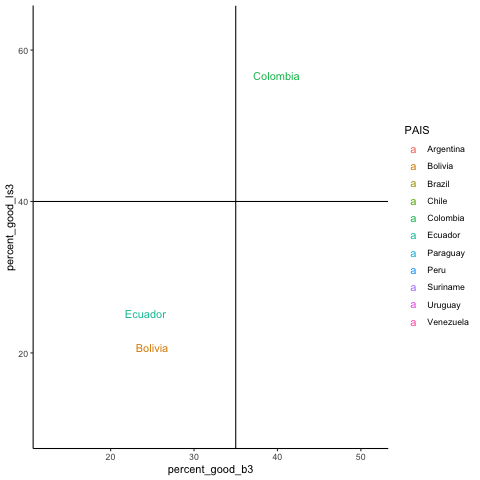 60
40
20
percent_good_ls3
Colombia
Ecuador
Bolivia
20
30
40
50
percent_good_b3
PAIS
a Argentina
a Bolivia
a Brazil
a Chile
a Colombia
a Ecuador
a Paraguay
a Peru
a Suriname
a Uruguay
a Venezuela